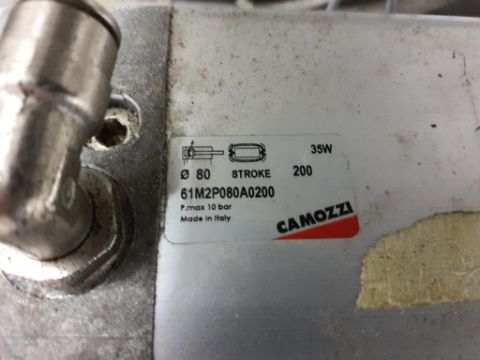 35W
Ø 80 STROKE 200
61M2P080A0200
P.max 10 bar
Made in Italy
CAMOZZI